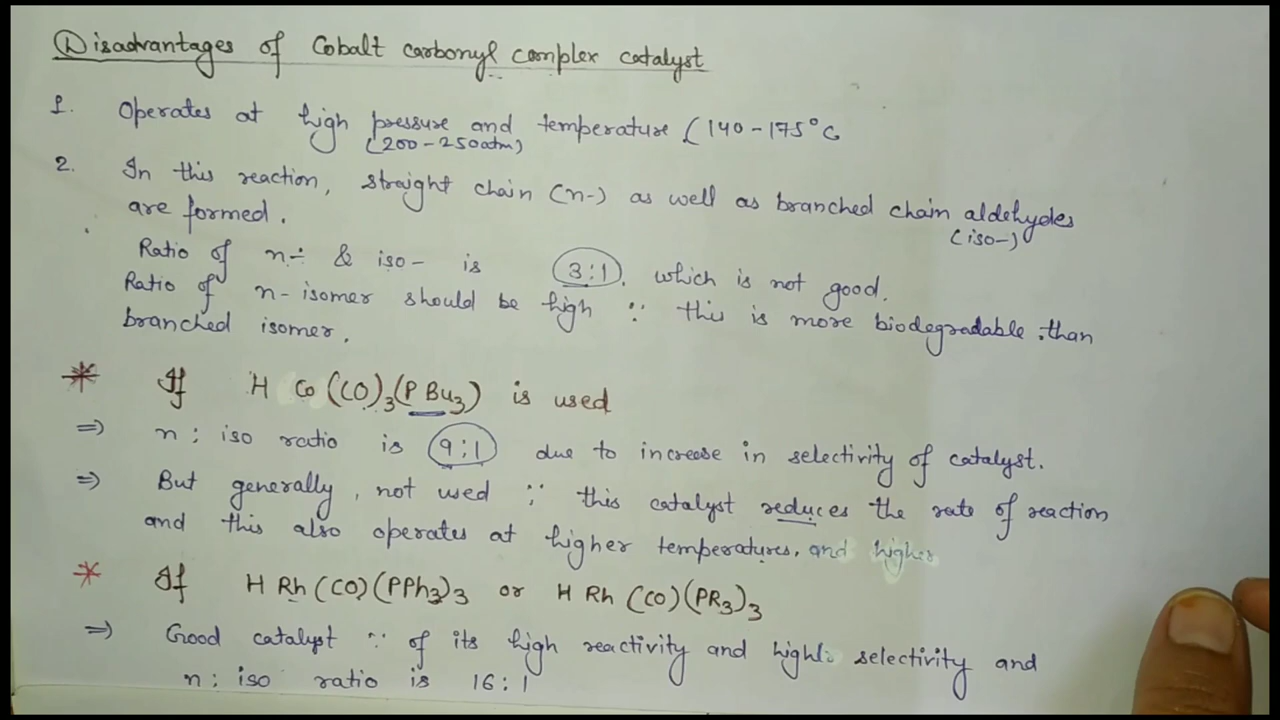 Disadvantages of Cobalt carbonyl complex catalyst
1. Operates at high pressure and temperature (140-175°C
(200-250atm)
2. In this reaction, straight chain (n-) as well as branched chain aldehydes
(iso-)
are formed.
Ratio of n- & iso- is 3:1, which is not good.
Ratio of n-isomer should be high ∵ this is more biodegradable than
branched isomer.
* If H Co(CO)3(PBu3) is used
⇒ n: iso ratio is 9:1 due to increase in selectivity of catalyst.
⇒ But generally, not used ∵ this catalyst reduces the rate of reaction
and this also operates at higher temperatures, and higher
* If H Rh(CO)(PPh3)3 or H Rh(CO)(PR3)3
⇒ Good catalyst ∵ of its high reactivity and high selectivity and
n: iso ratio is 16:1